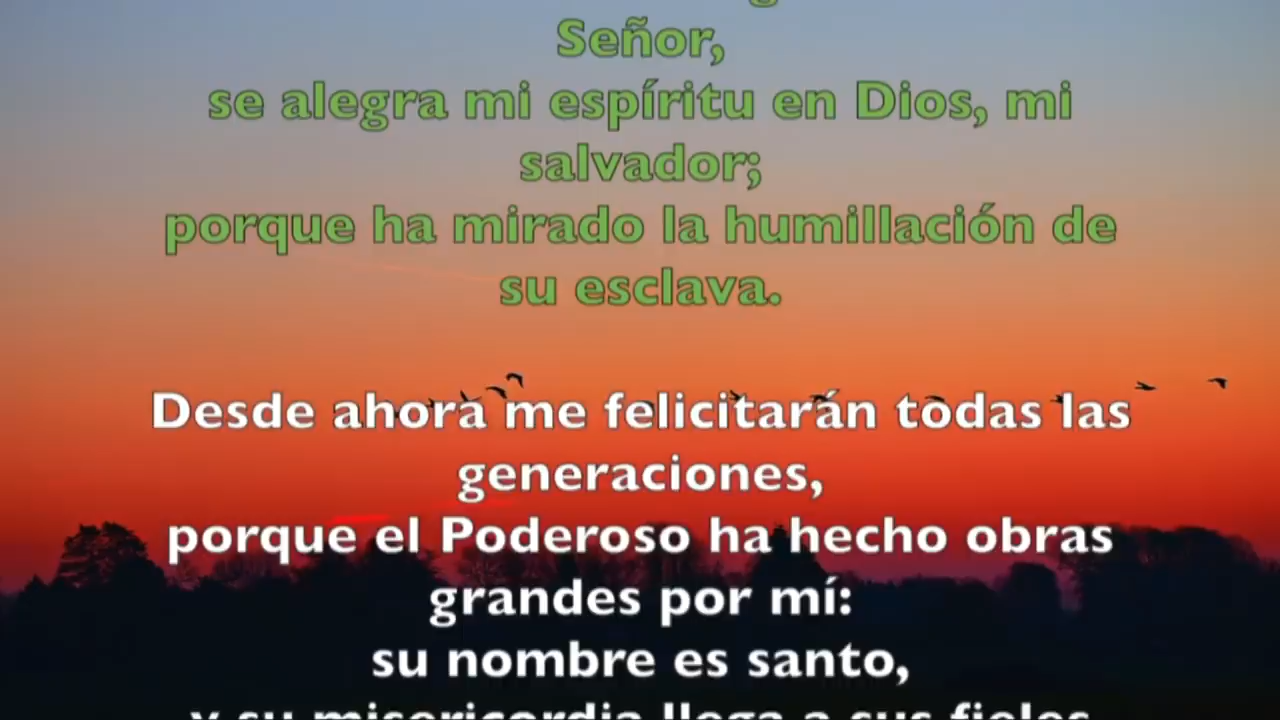 Señor,
se alegra mi espíritu en Dios, mi
salvador;
porque ha mirado la humillación de
su esclava.
Desde ahora me felicitarán todas las
generaciones,
porque el Poderoso ha hecho obras
grandes por mí:
su nombre es santo,
y su misericordia llega a sus fieles